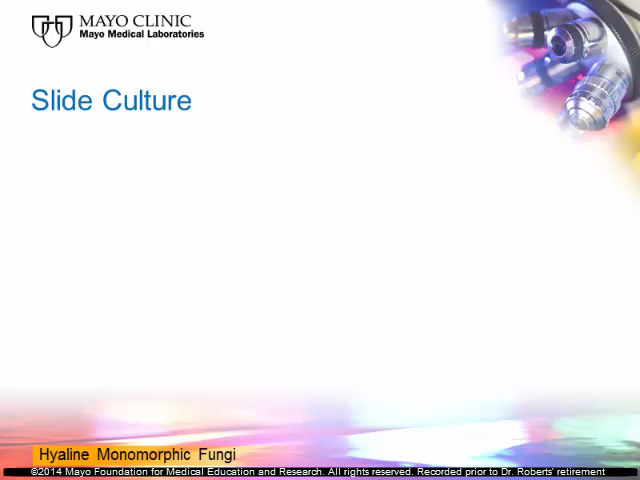 MAYO CLINIC
Mayo Medical Laboratories
Slide Culture
Hyaline Monomorphic Fungi
©2014 Mayo Foundation for Medical Education and Research. All rights reserved. Recorded prior to Dr. Roberts' retirement